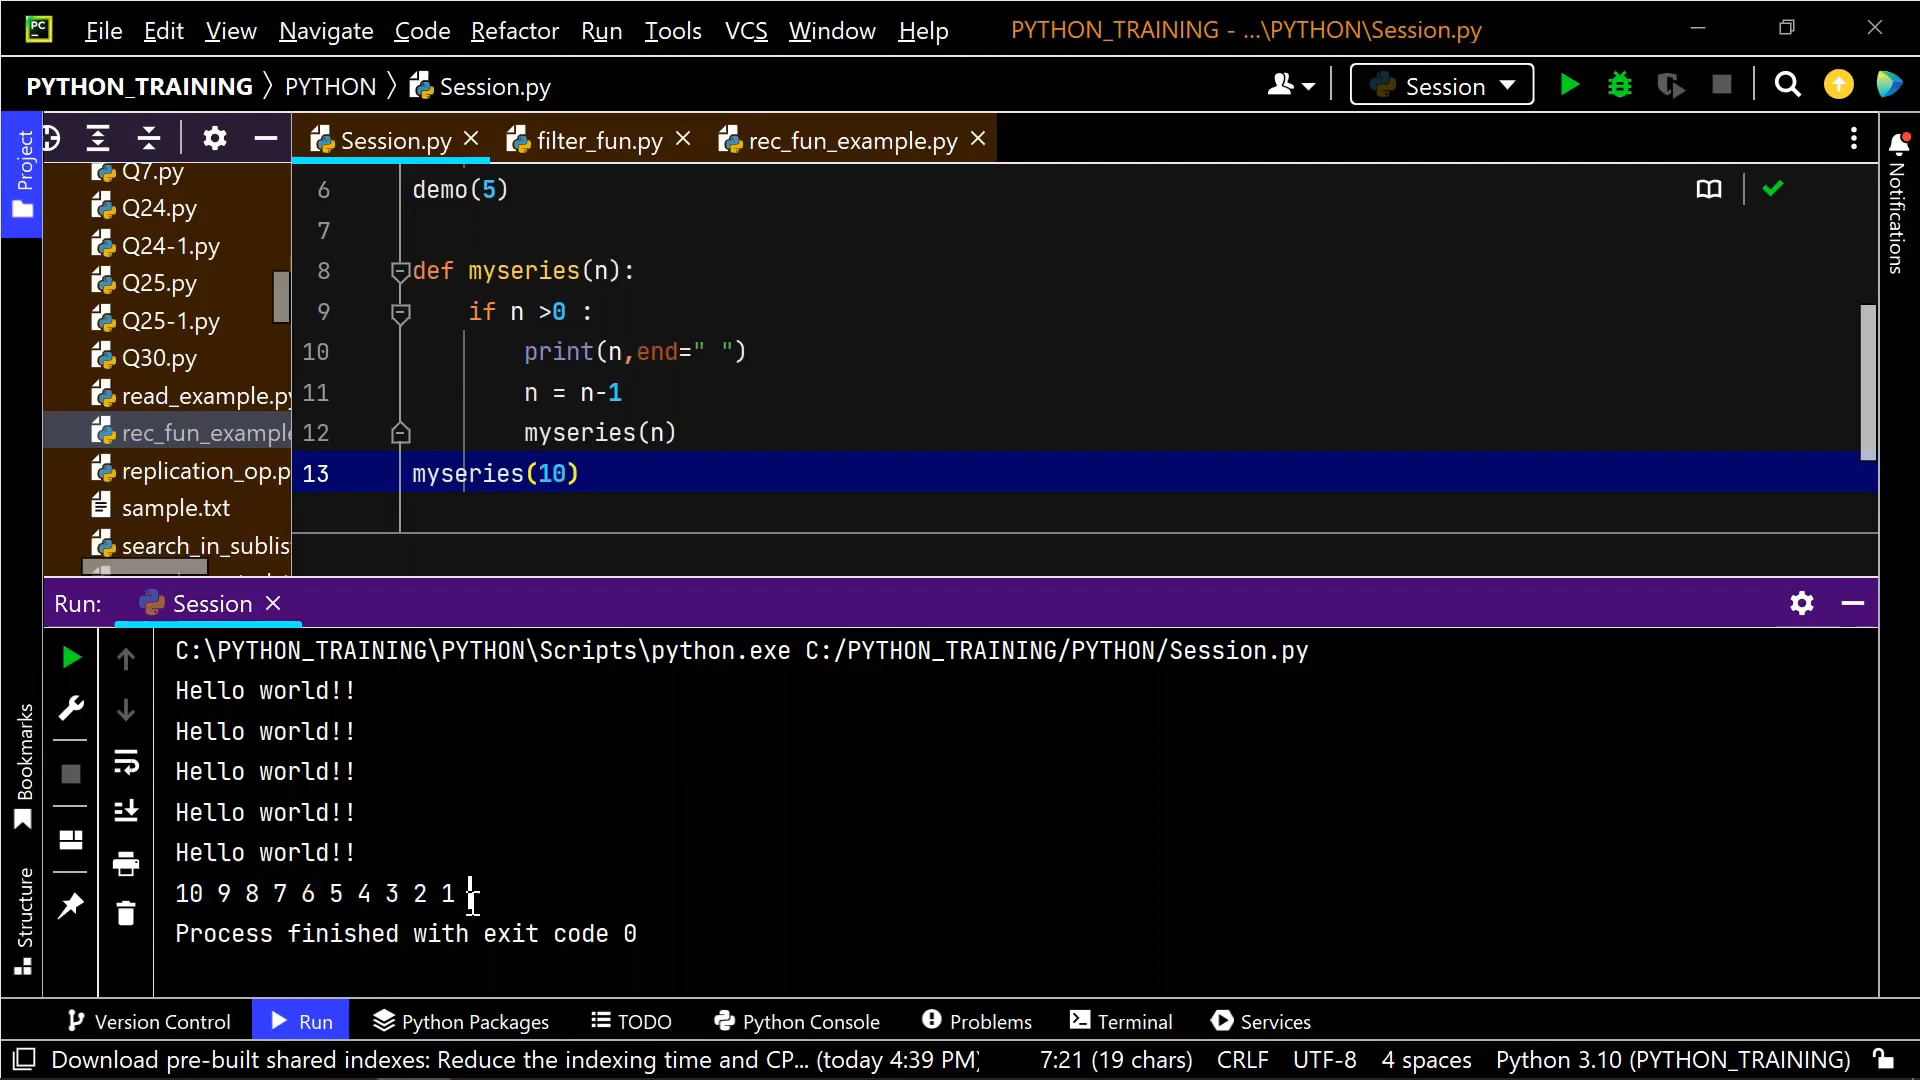 PC File Edit View Navigate Code Refactor Run Tools VCS Window Help PYTHON_TRAINING - ...\PYTHON\Session.py
PYTHON_TRAINING PYTHON Session.py Session
Project
Session.py filter_fun.py rec_fun_example.py
Notifications
Q7.py
Q24.py
Q24-1.py
Q25.py
Q25-1.py
Q30.py
read_example.py
rec_fun_example
replication_op.p
sample.txt
search_in_sublis
6 demo(5)
7
8 def myseries(n):
9 if n >0 :
10 print(n,end=" ")
11 n = n-1
12 myseries(n)
13 myseries(10)
Run: Session
C:\PYTHON_TRAINING\PYTHON\Scripts\python.exe C:/PYTHON_TRAINING/PYTHON/Session.py
Hello world!!
Hello world!!
Hello world!!
Hello world!!
Hello world!!
10 9 8 7 6 5 4 3 2 1
Process finished with exit code 0
Bookmarks
Structure
Version Control Run Python Packages TODO Python Console Problems Terminal Services
Download pre-built shared indexes: Reduce the indexing time and CP... (today 4:39 PM) 7:21 (19 chars) CRLF UTF-8 4 spaces Python 3.10 (PYTHON_TRAINING)